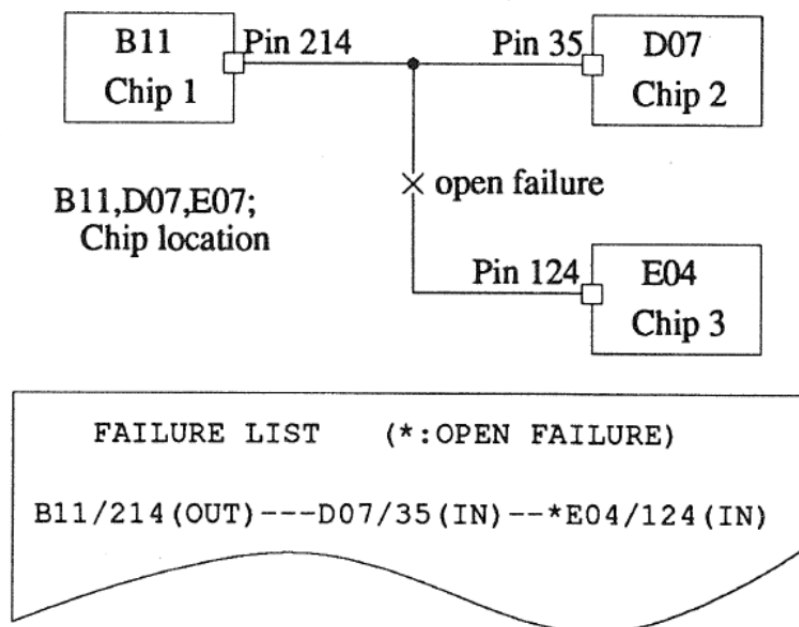 B11
Chip 1
Pin 214
Pin 35
D07
Chip 2
× open failure
B11,D07,E07;
Chip location
Pin 124
E04
Chip 3
FAILURE LIST (*:OPEN FAILURE)
B11/214(OUT)---D07/35(IN)--*E04/124(IN)